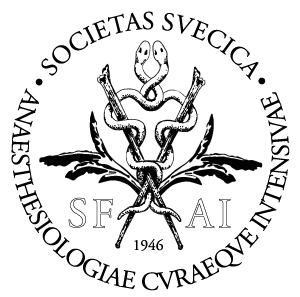 • SOCIETAS SVECICA •
ANAESTHESIOLOGIAE CVRAEQVE INTENSIVAE
SF AI
1946